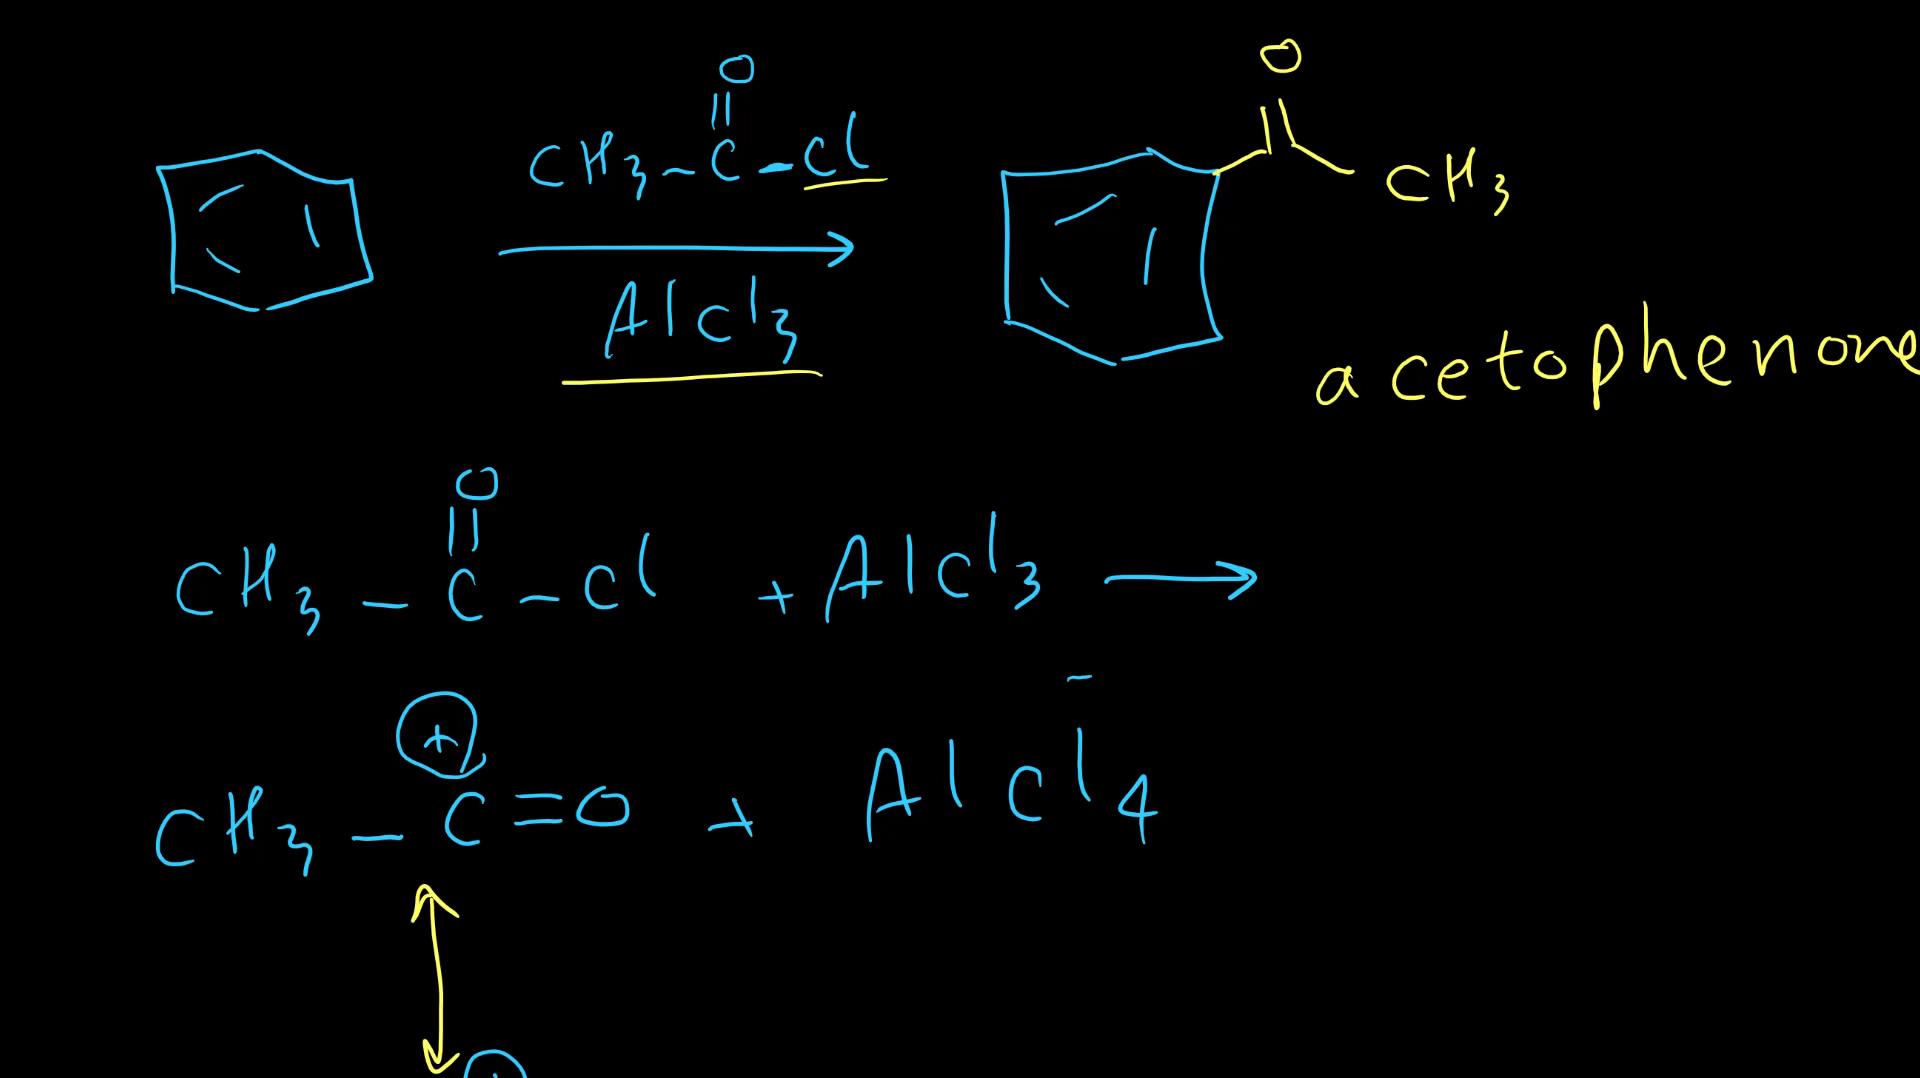 O
CH3-C-Cl
AlCl3
O
CH3
acetophenone
O
CH3-C-Cl + AlCl3 →
+ -
CH3-C=O + AlCl4
+